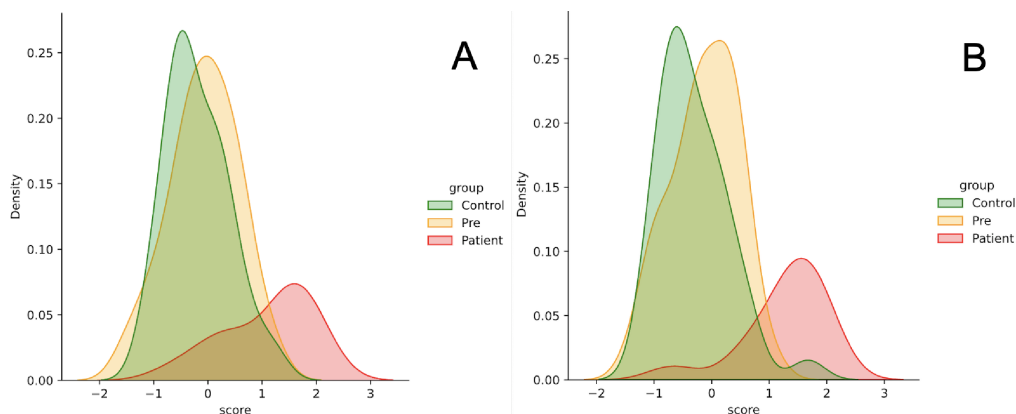 A
0.25
0.20
0.15
0.10
0.05
0.00
Density
−2 −1 0 1 2 3
score
group
Control
Pre
Patient
B
0.25
0.20
0.15
0.10
0.05
0.00
Density
−2 −1 0 1 2 3
score
group
Control
Pre
Patient